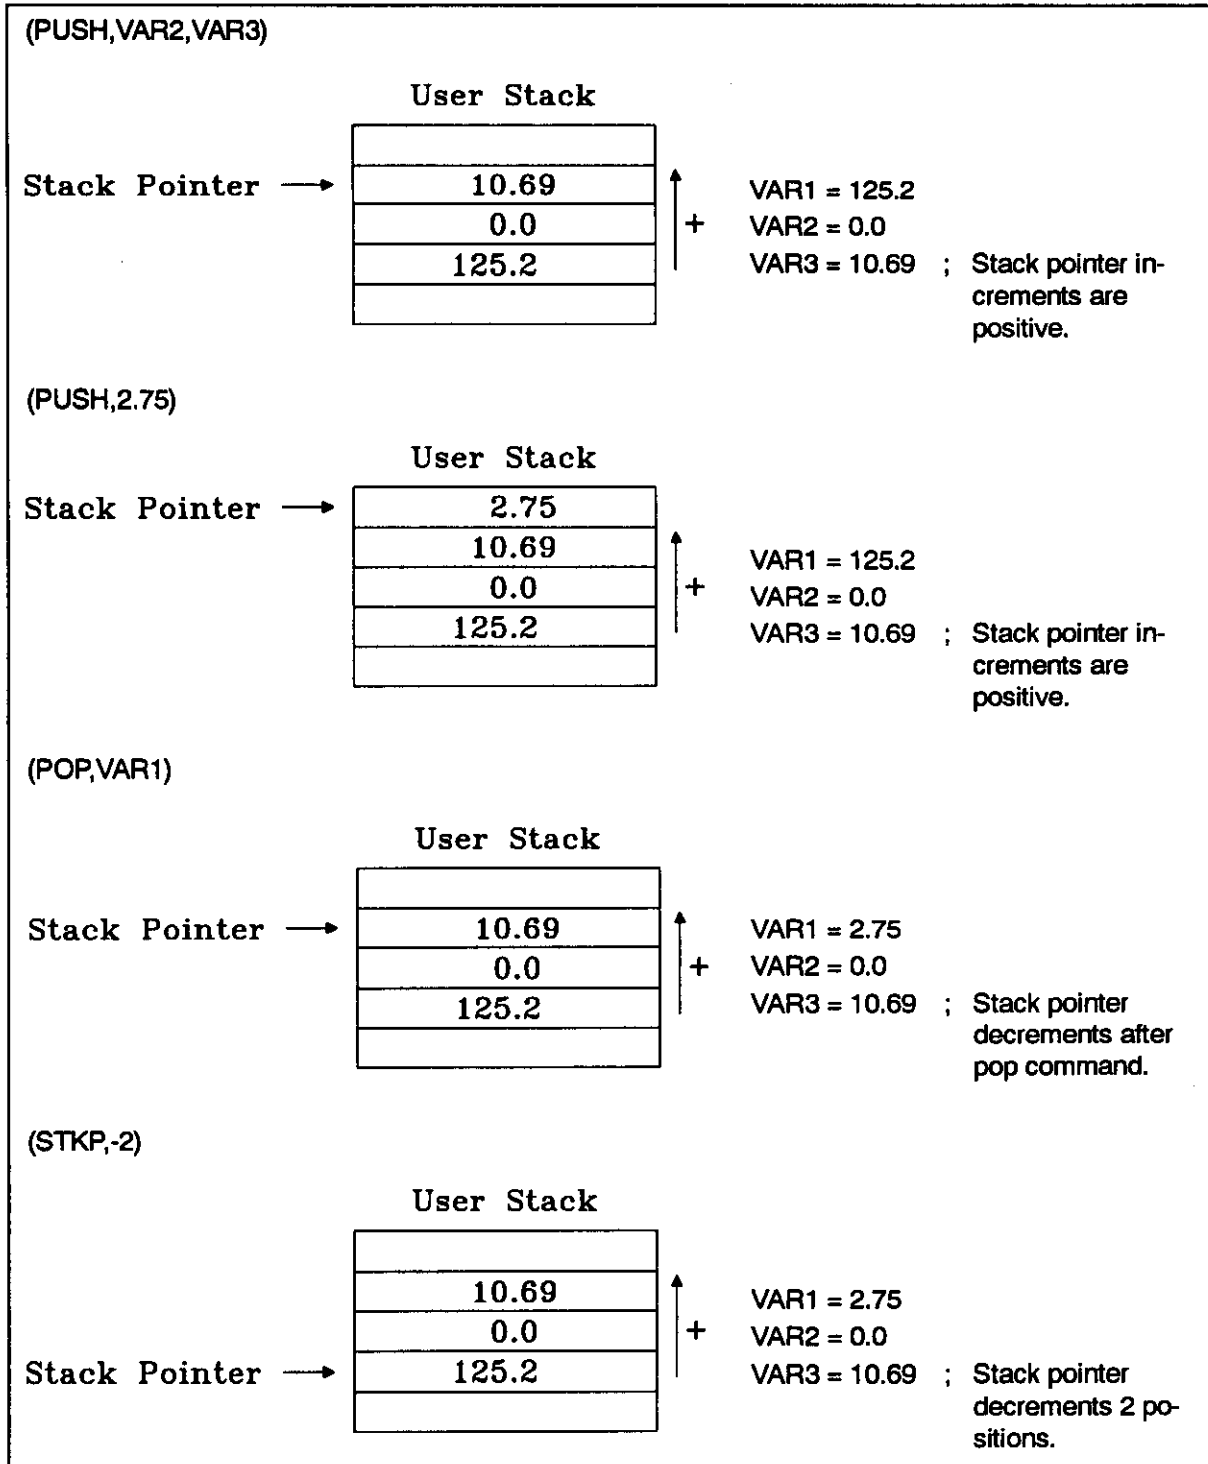 (PUSH,VAR2,VAR3)
User Stack
Stack Pointer
10.69
0.0
125.2
+
VAR1 = 125.2
VAR2 = 0.0
VAR3 = 10.69 ; Stack pointer in-
crements are
positive.
(PUSH,2.75)
User Stack
Stack Pointer
2.75
10.69
0.0
125.2
+
VAR1 = 125.2
VAR2 = 0.0
VAR3 = 10.69 ; Stack pointer in-
crements are
positive.
(POP,VAR1)
User Stack
Stack Pointer
10.69
0.0
125.2
+
VAR1 = 2.75
VAR2 = 0.0
VAR3 = 10.69 ; Stack pointer
decrements after
pop command.
(STKP,-2)
User Stack
10.69
0.0
Stack Pointer
125.2
+
VAR1 = 2.75
VAR2 = 0.0
VAR3 = 10.69 ; Stack pointer
decrements 2 po-
sitions.